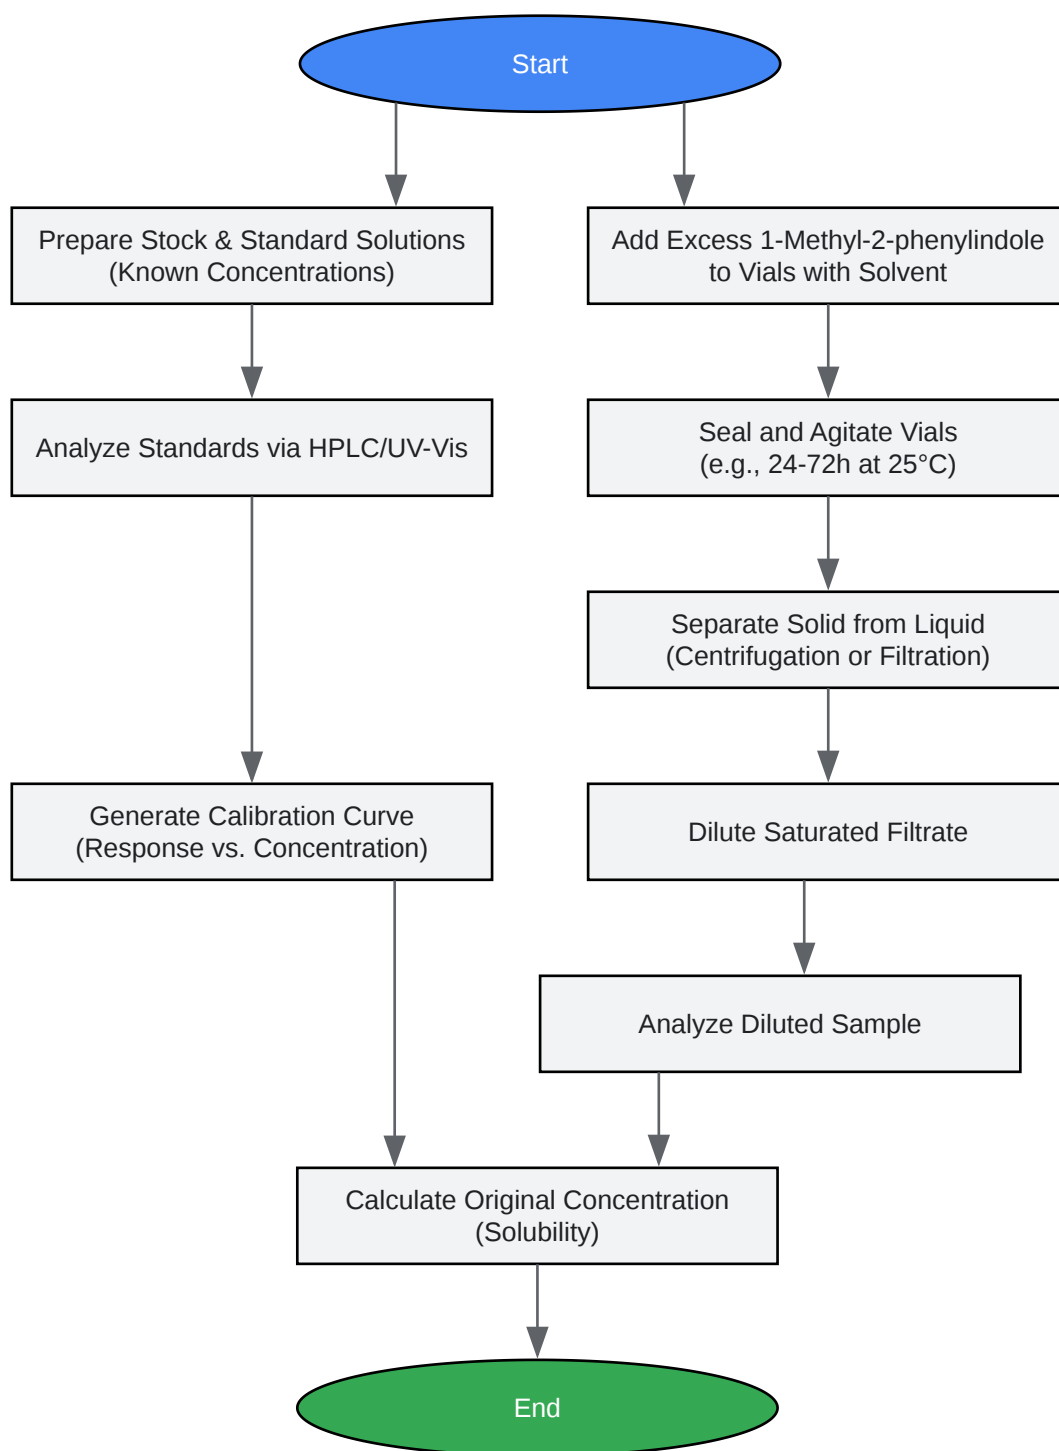 Start
Prepare Stock & Standard Solutions
(Known Concentrations)
Add Excess 1-Methyl-2-phenylindole
to Vials with Solvent
Analyze Standards via HPLC/UV-Vis
Seal and Agitate Vials
(e.g., 24-72h at 25°C)
Separate Solid from Liquid
(Centrifugation or Filtration)
Generate Calibration Curve
(Response vs. Concentration)
Dilute Saturated Filtrate
Analyze Diluted Sample
Calculate Original Concentration
(Solubility)
End